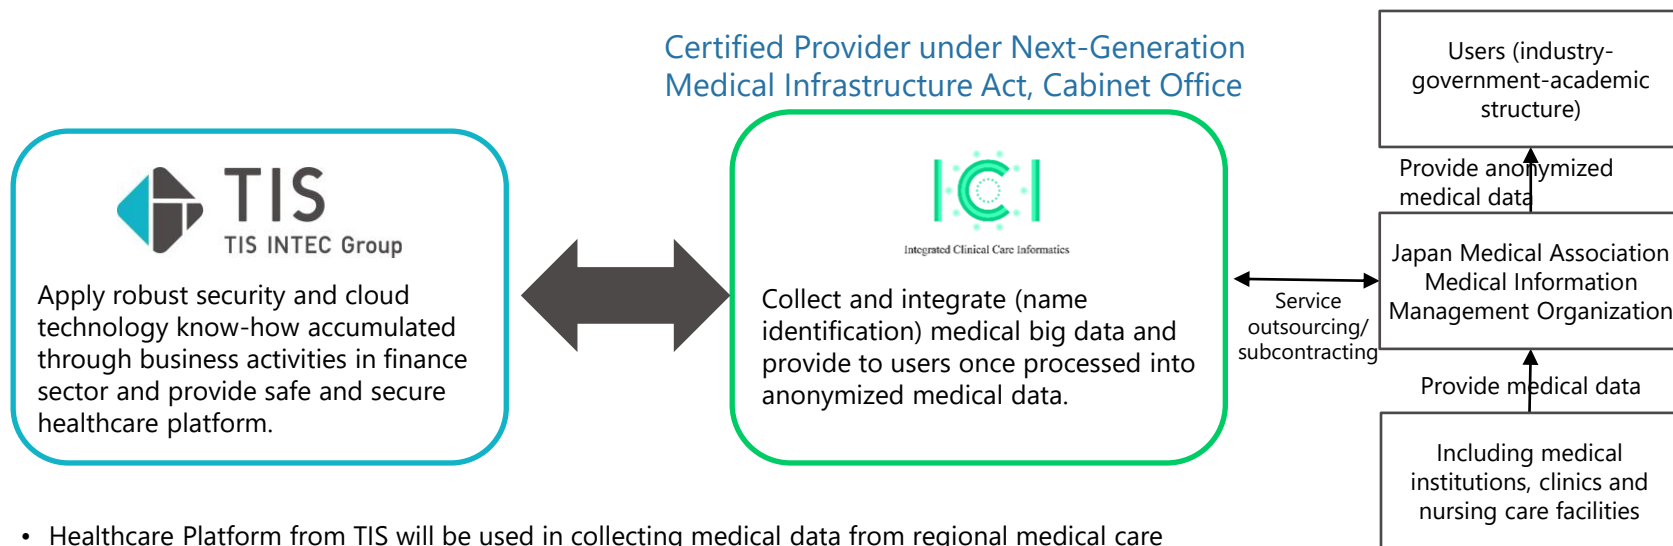 Certified Provider under Next-Generation
Medical Infrastructure Act, Cabinet Office
TIS
TIS INTEC Group
Apply robust security and cloud
technology know-how accumulated
through business activities in finance
sector and provide safe and secure
healthcare platform.
ICI
Integrated Clinical Care Informatics
Collect and integrate (name
identification) medical big data and
provide to users once processed into
anonymized medical data.
Service
outsourcing/
subcontracting
Users (industry-
government-academic
structure)
Provide anonymized
medical data
Japan Medical Association
Medical Information
Management Organization
Provide medical data
Including medical
institutions, clinics and
nursing care facilities
• Healthcare Platform from TIS will be used in collecting medical data from regional medical care